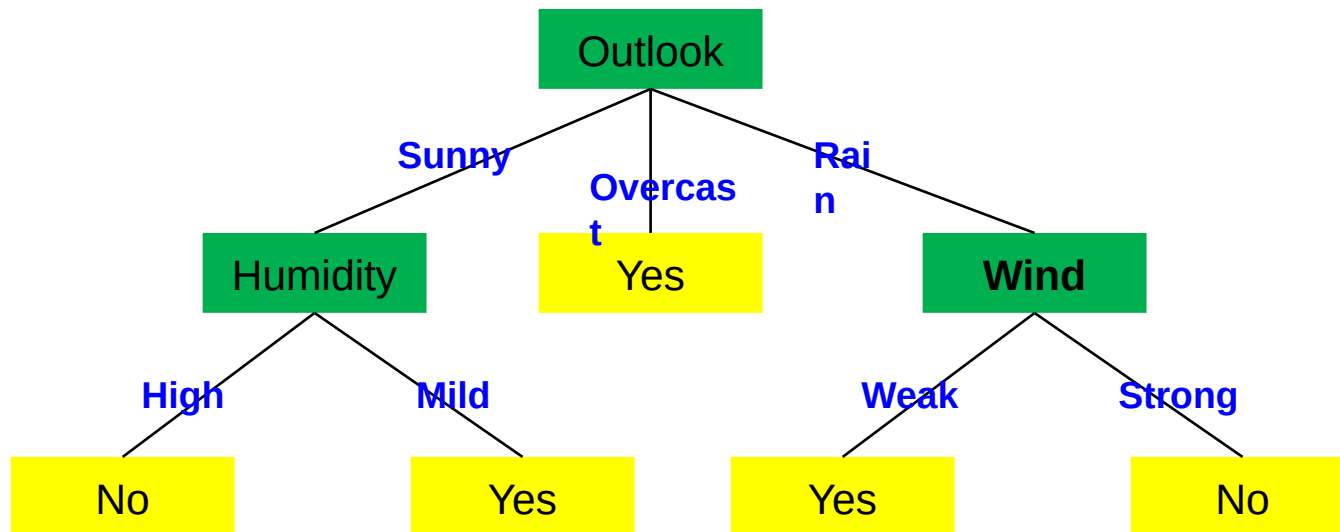 Outlook
Sunny
Overcas
t
Rai
n
Humidity
Yes
Wind
High
Mild
Weak
Strong
No
Yes
Yes
No